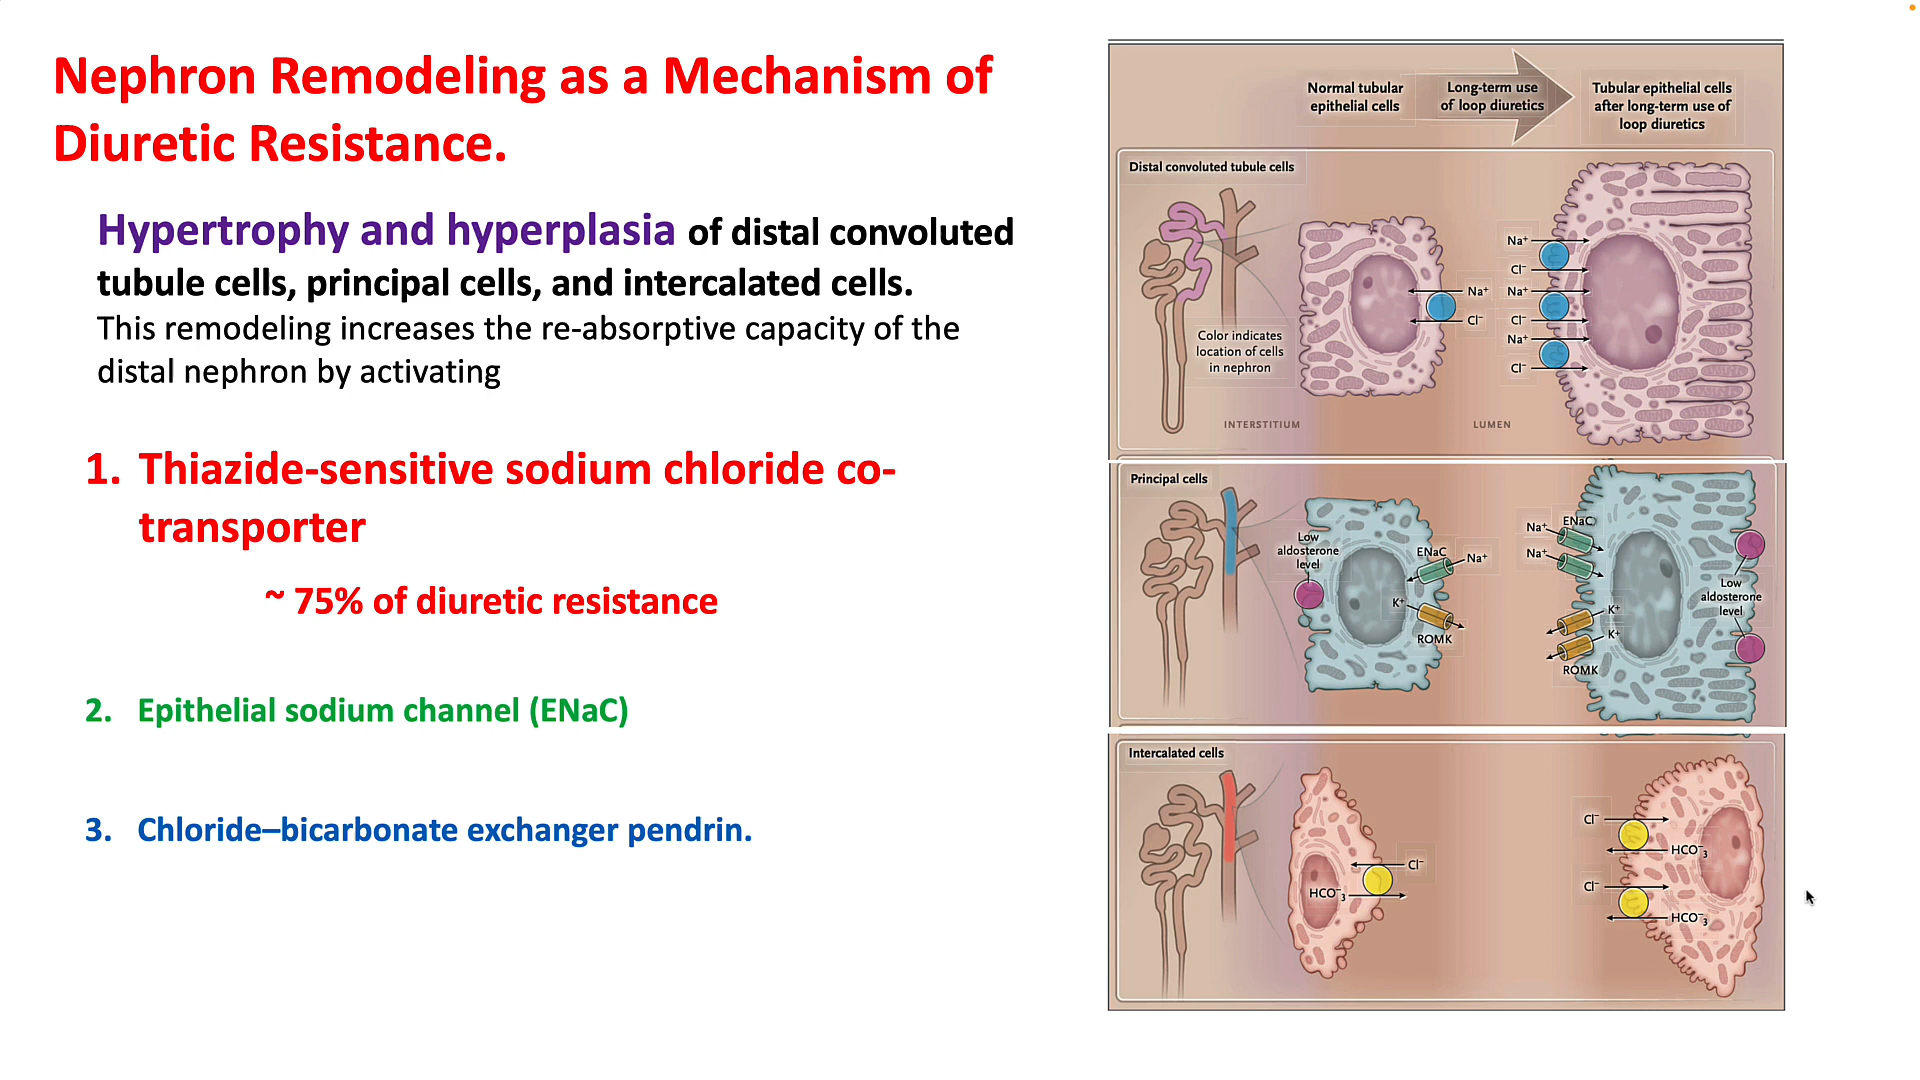 Nephron Remodeling as a Mechanism of
Diuretic Resistance.
Hypertrophy and hyperplasia of distal convoluted
tubule cells, principal cells, and intercalated cells.
This remodeling increases the re-absorptive capacity of the
distal nephron by activating
1. Thiazide-sensitive sodium chloride co-
transporter
~ 75% of diuretic resistance
2. Epithelial sodium channel (ENaC)
3. Chloride–bicarbonate exchanger pendrin.
Normal tubular
epithelial cells
Long-term use
of loop diuretics
Tubular epithelial cells
after long-term use of
loop diuretics
Distal convoluted tubule cells
Color indicates
location of cells
in nephron
INTERSTITIUM
LUMEN
Na⁺
Cl⁻
Na⁺
Cl⁻
Na⁺
Cl⁻
Na⁺
Cl⁻
Principal cells
Low
aldosterone
level
ENaC
Na⁺
K⁺
ROMK
Na⁺
ENaC
Na⁺
K⁺
K⁺
ROMK
Low
aldosterone
level
Intercalated cells
Cl⁻
HCO⁻₃
Cl⁻
HCO⁻₃
Cl⁻
HCO⁻₃